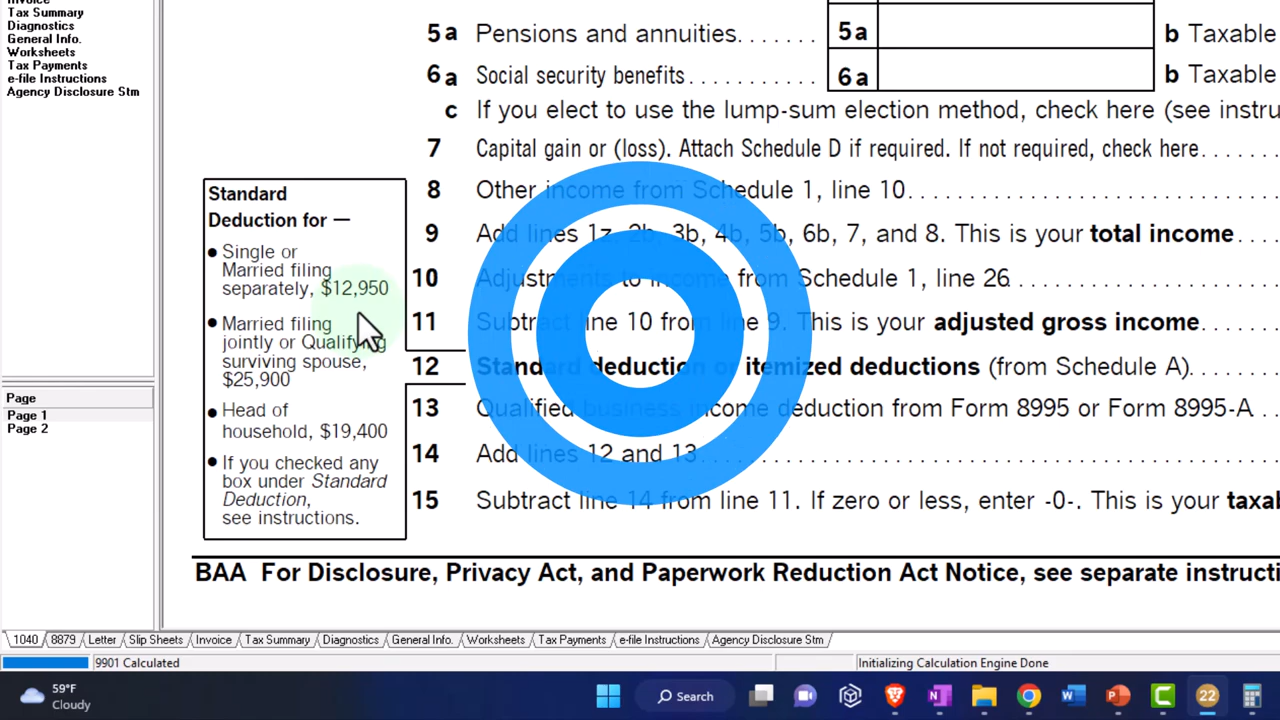 Invoice
Tax Summary
Diagnostics
General Info.
Worksheets
Tax Payments
e-file Instructions
Agency Disclosure Stm
Page
Page 1
Page 2
5a Pensions and annuities. . . . . . . 5a b Taxable
6a Social security benefits . . . . . . . . . . . 6a b Taxable
c If you elect to use the lump-sum election method, check here (see instru
7 Capital gain or (loss). Attach Schedule D if required. If not required, check here . . . .
8 Other income from Schedule 1, line 10
9 Add lines 1z, 2b, 3b, 4b, 5b, 6b, 7, and 8. This is your total income
10 Adjustments to income from Schedule 1, line 26
11 Subtract line 10 from line 9. This is your adjusted gross income
12 Standard deduction or itemized deductions (from Schedule A)
13 Qualified business income deduction from Form 8995 or Form 8995-A
14 Add lines 12 and 13
15 Subtract line 14 from line 11. If zero or less, enter -0-. This is your taxa
Standard
Deduction for —
● Single or
Married filing
separately, $12,950
● Married filing
jointly or Qualifying
surviving spouse,
$25,900
● Head of
household, $19,400
● If you checked any
box under Standard
Deduction,
see instructions.
BAA For Disclosure, Privacy Act, and Paperwork Reduction Act Notice, see separate instructi
1040 8879 Letter Slip Sheets Invoice Tax Summary Diagnostics General Info. Worksheets Tax Payments e-file Instructions Agency Disclosure Stm
9901 Calculated Initializing Calculation Engine Done
59°F
Cloudy
Search
22